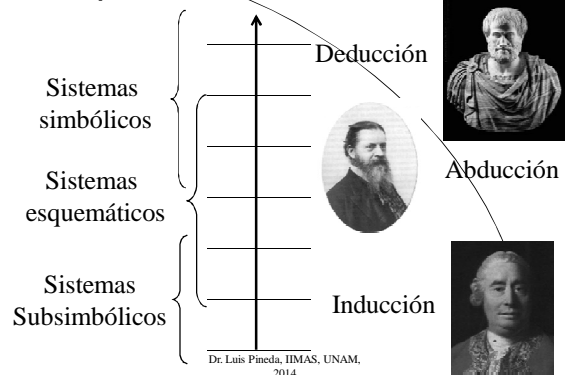 Deducción
Sistemas
simbólicos
Abducción
Sistemas
esquemáticos
Sistemas
Subsimbólicos
Inducción
Dr. Luis Pineda, IIMAS, UNAM,
2014